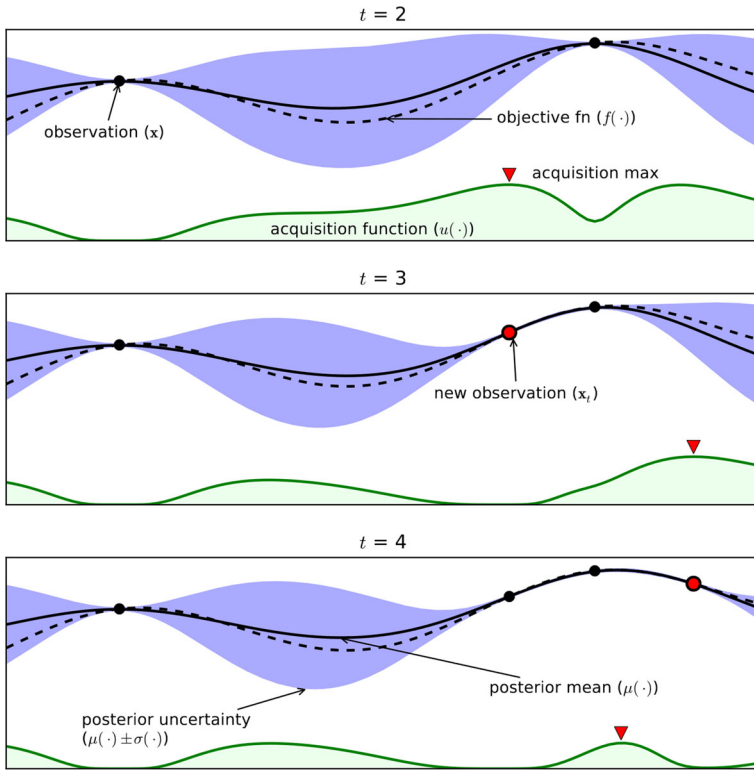 t = 2
observation (x)
objective fn (f(·))
acquisition max
acquisition function (u(·))
t = 3
new observation (xₜ)
t = 4
posterior mean (μ(·))
posterior uncertainty
(μ(·)±σ(·))